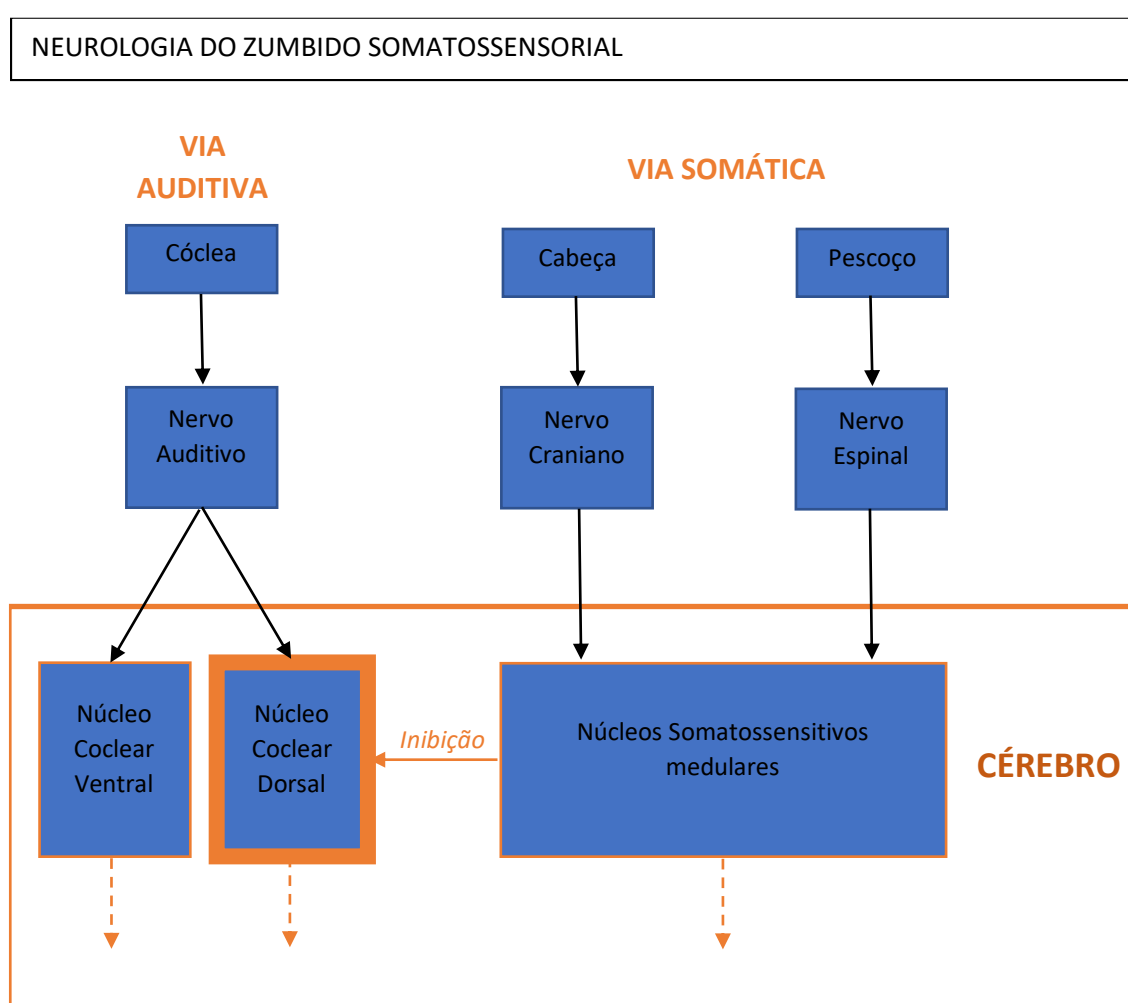 NEUROLOGIA DO ZUMBIDO SOMATOSSENSORIAL
VIA
AUDITIVA
VIA SOMÁTICA
Cóclea
Cabeça
Pescoço
Nervo
Auditivo
Nervo
Craniano
Nervo
Espinal
Núcleo
Coclear
Ventral
Núcleo
Coclear
Dorsal
Inibição
Núcleos Somatossensitivos
medulares
CÉREBRO